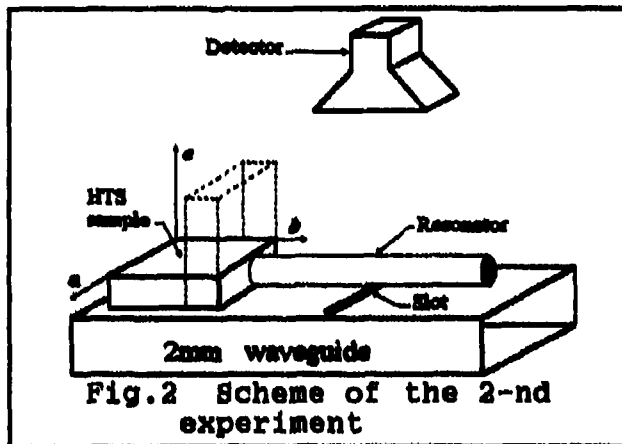 Detector
HTS
sample
b
a
Resonator
Slot
2mm waveguide
Fig.2 Scheme of the 2-nd
experiment